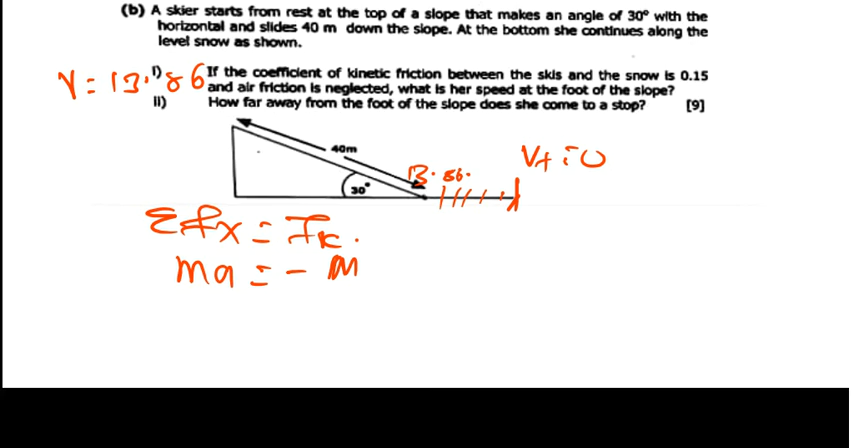 (b) A skier starts from rest at the top of a slope that makes an angle of 30° with the
horizontal and slides 40 m down the slope. At the bottom she continues along the
level snow as shown.
V = 13.86
i) If the coefficient of kinetic friction between the skis and the snow is 0.15
and air friction is neglected, what is her speed at the foot of the slope?
ii) How far away from the foot of the slope does she come to a stop? [9]
40m
30°
13.86.
Vf = 0
Σfx = Fk.
ma = - M